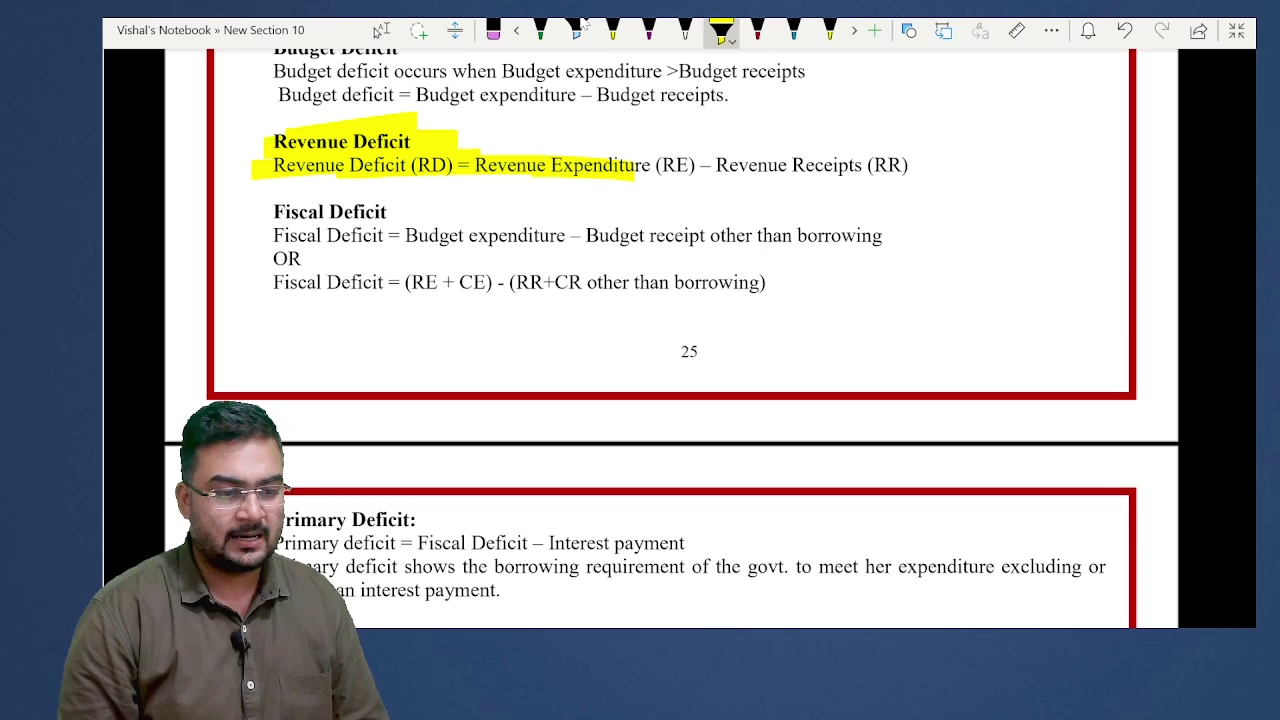 Vishal's Notebook » New Section 10
Budget Deficit
Budget deficit occurs when Budget expenditure >Budget receipts
Budget deficit = Budget expenditure – Budget receipts.
Revenue Deficit
Revenue Deficit (RD) = Revenue Expenditure (RE) – Revenue Receipts (RR)
Fiscal Deficit
Fiscal Deficit = Budget expenditure – Budget receipt other than borrowing
OR
Fiscal Deficit = (RE + CE) - (RR+CR other than borrowing)
25
Primary Deficit:
Primary deficit = Fiscal Deficit – Interest payment
deficit shows the borrowing requirement of the govt. to meet her expenditure excluding or
interest payment.